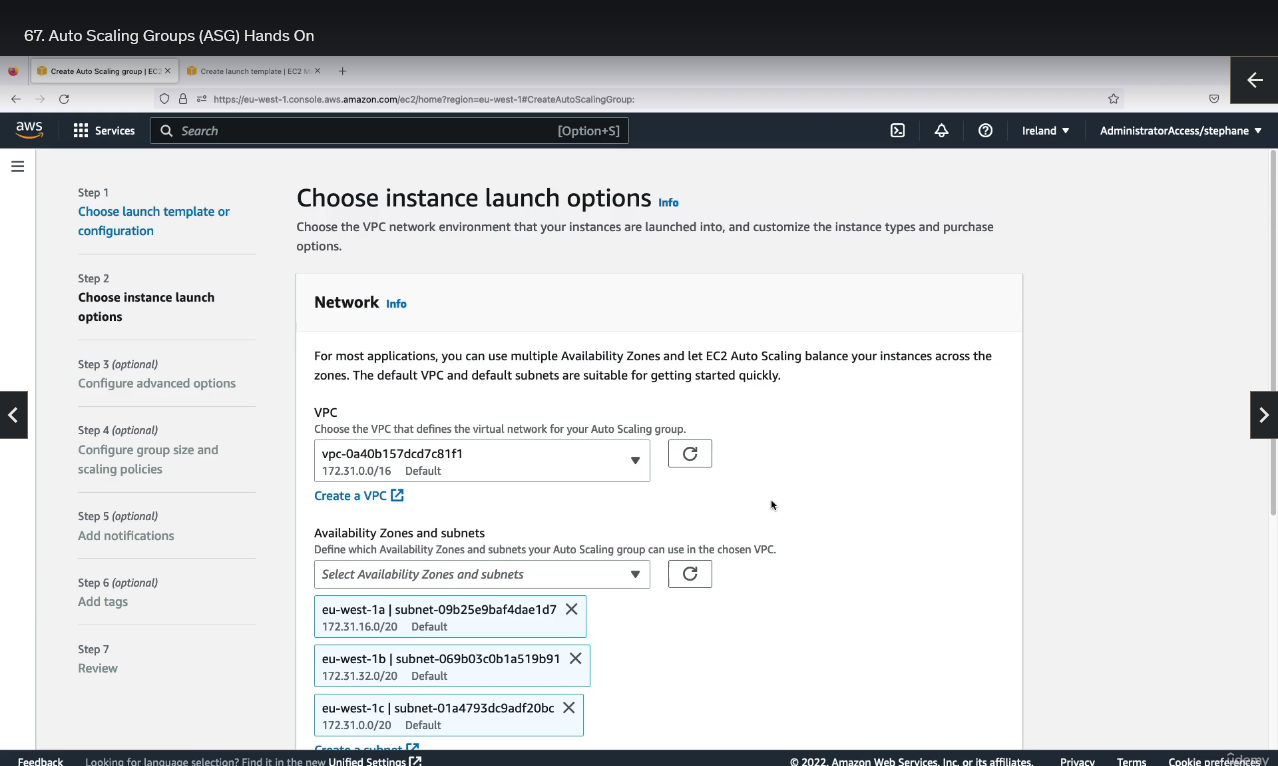 67. Auto Scaling Groups (ASG) Hands On
Create Auto Scaling group | EC2
Create launch template | EC2 M
https://eu-west-1.console.aws.amazon.com/ec2/home?region=eu-west-1#CreateAutoScalingGroup:
aws
Services
Search
[Option+S]
Ireland
AdministratorAccess/stephane
Step 1
Choose launch template or
configuration
Step 2
Choose instance launch
options
Step 3 (optional)
Configure advanced options
Step 4 (optional)
Configure group size and
scaling policies
Step 5 (optional)
Add notifications
Step 6 (optional)
Add tags
Step 7
Review
Choose instance launch options Info
Choose the VPC network environment that your instances are launched into, and customize the instance types and purchase
options.
Network Info
For most applications, you can use multiple Availability Zones and let EC2 Auto Scaling balance your instances across the
zones. The default VPC and default subnets are suitable for getting started quickly.
VPC
Choose the VPC that defines the virtual network for your Auto Scaling group.
vpc-0a40b157dcd7c81f1
172.31.0.0/16 Default
Create a VPC
Availability Zones and subnets
Define which Availability Zones and subnets your Auto Scaling group can use in the chosen VPC.
Select Availability Zones and subnets
eu-west-1a | subnet-09b25e9baf4dae1d7
172.31.16.0/20 Default
eu-west-1b | subnet-069b03c0b1a519b91
172.31.32.0/20 Default
eu-west-1c | subnet-01a4793dc9adf20bc
172.31.0.0/20 Default
Create a subnet
Feedback
Looking for language selection? Find it in the new Unified Settings
© 2022, Amazon Web Services, Inc. or its affiliates.
Privacy
Terms
Cookie preferences
Udemy